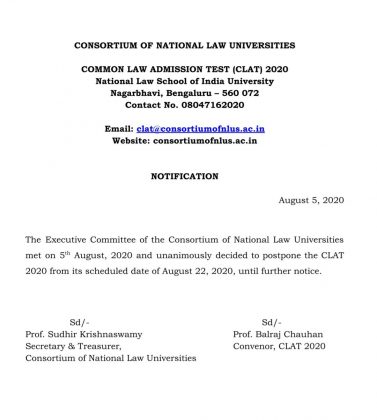 CONSORTIUM OF NATIONAL LAW UNIVERSITIES
COMMON LAW ADMISSION TEST (CLAT) 2020
National Law School of India University
Nagarbhavi, Bengaluru – 560 072
Contact No. 08047162020
Email: clat@consortiumofnlus.ac.in
Website: consortiumofnlus.ac.in
NOTIFICATION
August 5, 2020
The Executive Committee of the Consortium of National Law Universities
met on 5th August, 2020 and unanimously decided to postpone the CLAT
2020 from its scheduled date of August 22, 2020, until further notice.
Sd/- Sd/-
Prof. Sudhir Krishnaswamy Prof. Balraj Chauhan
Secretary & Treasurer, Convenor, CLAT 2020
Consortium of National Law Universities